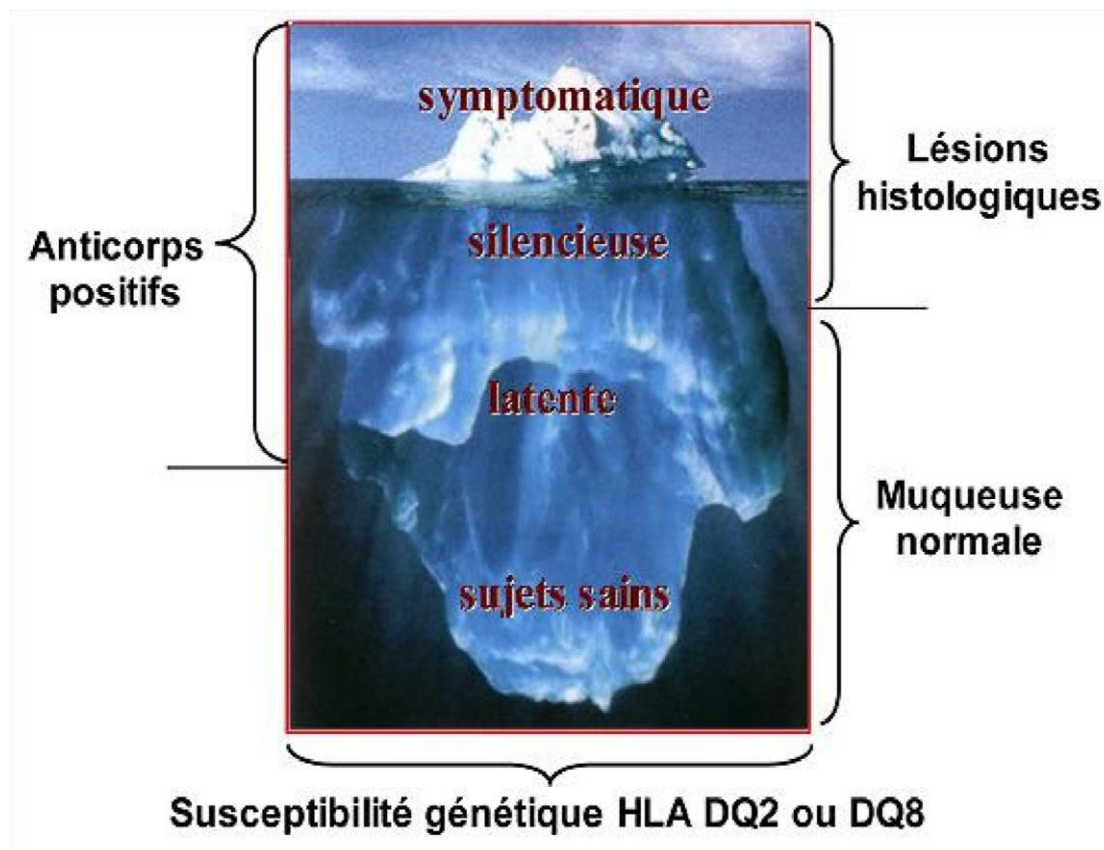 symptomatique
Lésions
histologiques
silencieuse
Anticorps
positifs
latente
Muqueuse
normale
sujets sains
Susceptibilité génétique HLA DQ2 ou DQ8